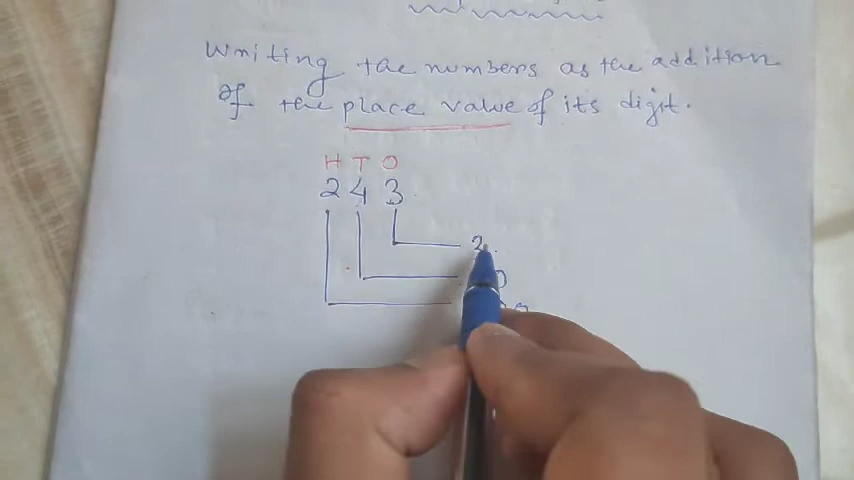 Writing the numbers as the addition
of the place value of its digit.
H T O
2 4 3